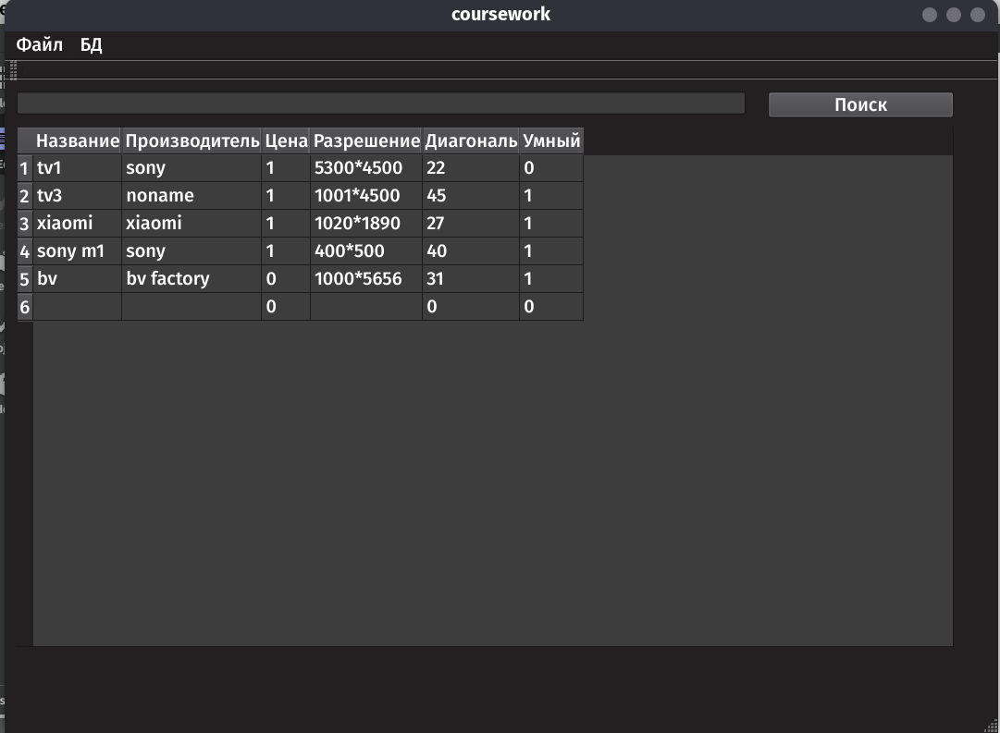 coursework
Файл БД
Поиск
Название Производитель Цена Разрешение Диагональ Умный
1 tv1 sony 1 5300*4500 22 0
2 tv3 noname 1 1001*4500 45 1
3 xiaomi xiaomi 1 1020*1890 27 1
4 sony m1 sony 1 400*500 40 1
5 bv bv factory 0 1000*5656 31 1
6 0 0 0